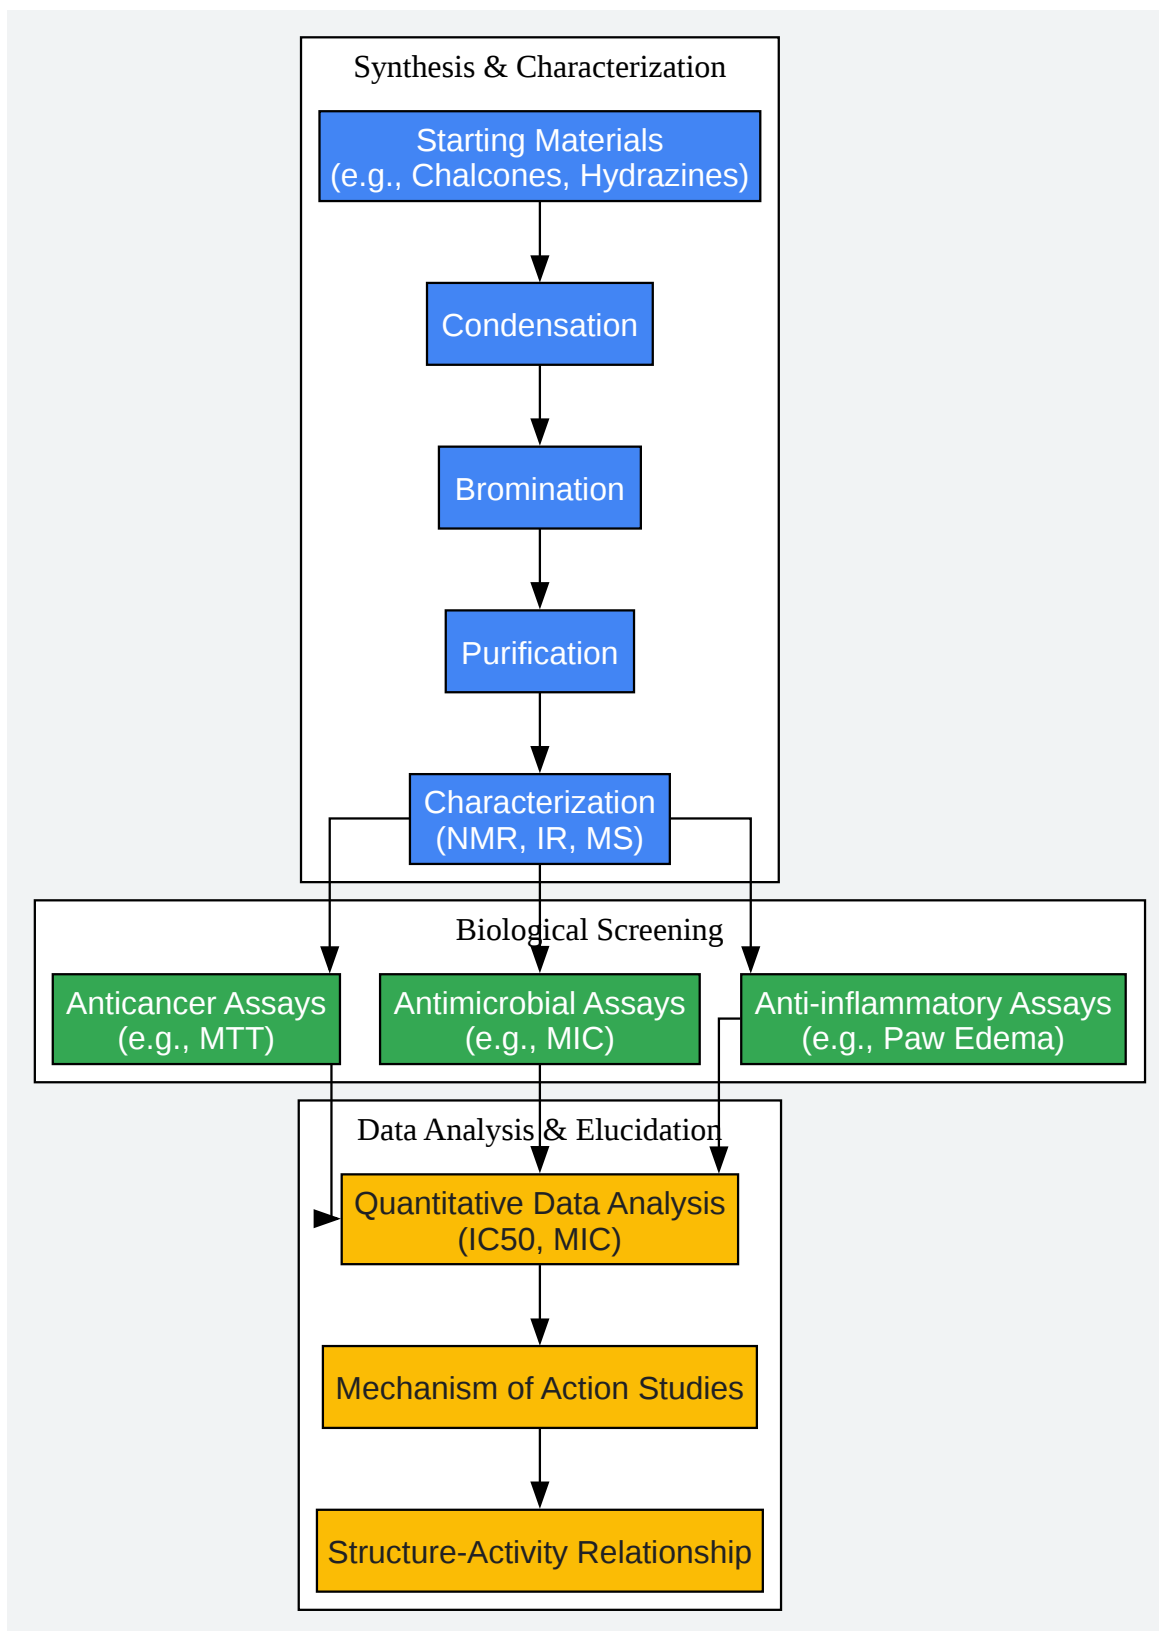 Synthesis & Characterization
Starting Materials
(e.g., Chalcones, Hydrazines)
Condensation
Bromination
Purification
Characterization
(NMR, IR, MS)
Biological Screening
Anticancer Assays
(e.g., MTT)
Antimicrobial Assays
(e.g., MIC)
Anti-inflammatory Assays
(e.g., Paw Edema)
Data Analysis & Elucidation
Quantitative Data Analysis
(IC50, MIC)
Mechanism of Action Studies
Structure-Activity Relationship